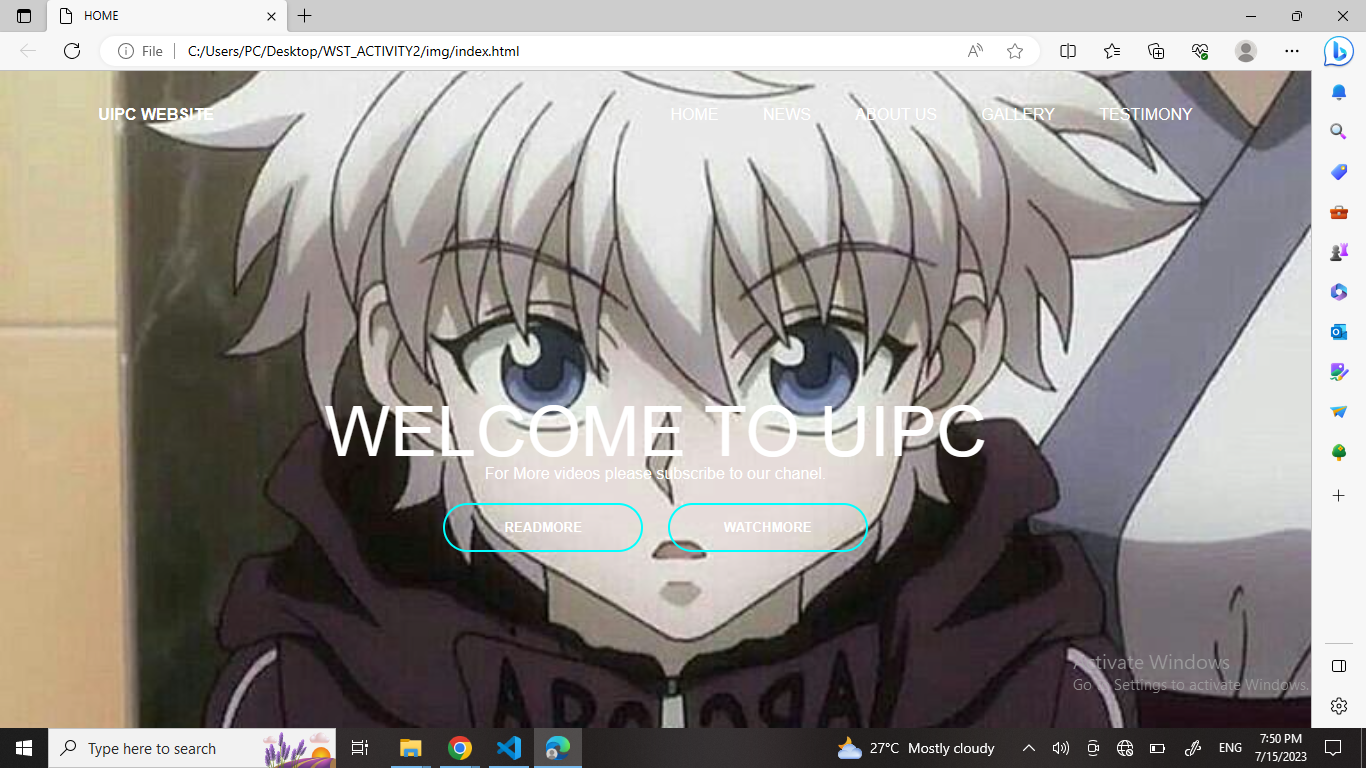 HOME
File
C:/Users/PC/Desktop/WST_ACTIVITY2/img/index.html
UIPC WEBSITE
HOME
NEWS
ABOUT US
GALLERY
TESTIMONY
WELCOME TO UIPC
For More videos please subscribe to our chanel.
READMORE
WATCHMORE
Activate Windows
Go to Settings to activate Windows.
Type here to search
27°C Mostly cloudy
ENG
7:50 PM
7/15/2023